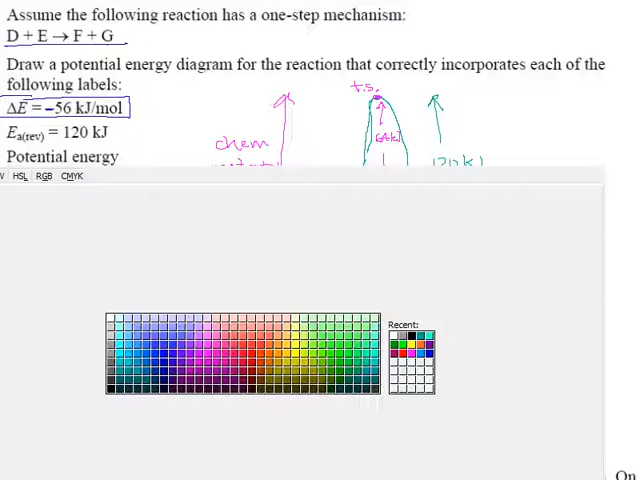 Assume the following reaction has a one-step mechanism:
D + E → F + G
Draw a potential energy diagram for the reaction that correctly incorporates each of the
following labels:
t.s.
ΔE = –56 kJ/mol
Ea(rev) = 120 kJ
chem
120 kJ
Potential energy
HSL RGB CMYK
Recent:
On